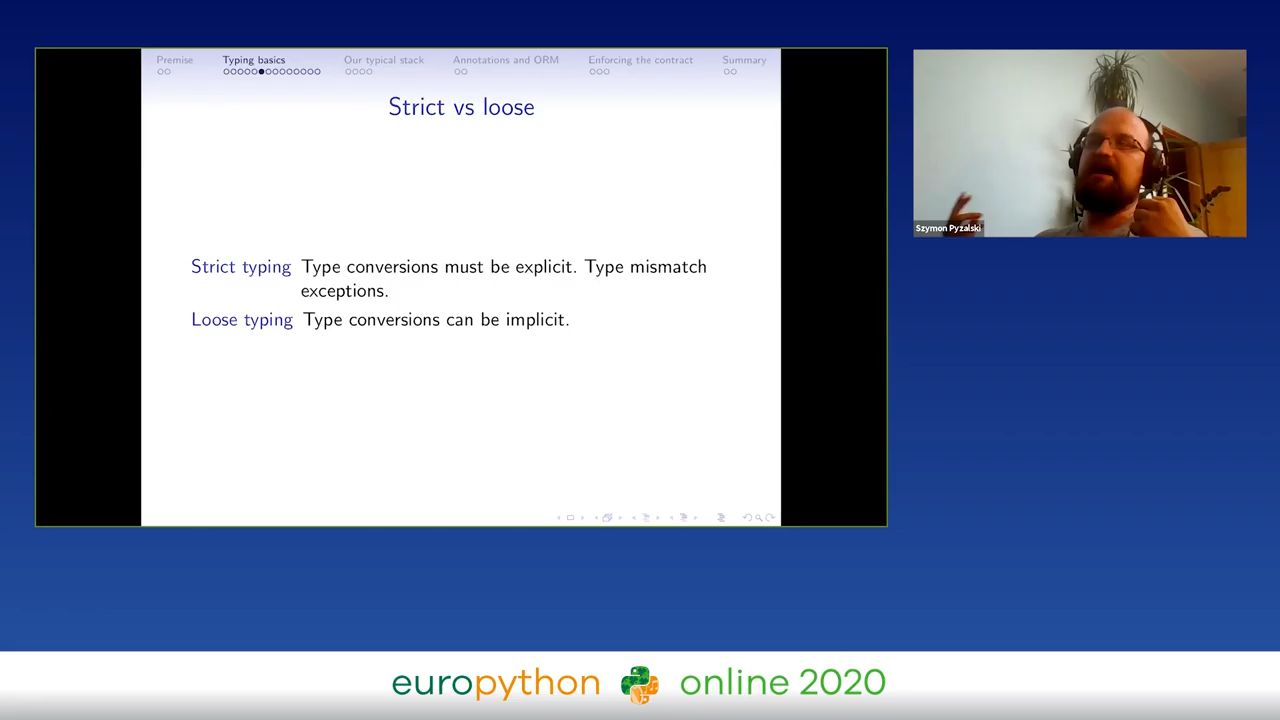 Premise Typing basics Our typical stack Annotations and ORM Enforcing the contract Summary
Strict vs loose
Strict typing Type conversions must be explicit. Type mismatch
exceptions.
Loose typing Type conversions can be implicit.
Szymon Pyzalski
europython online 2020